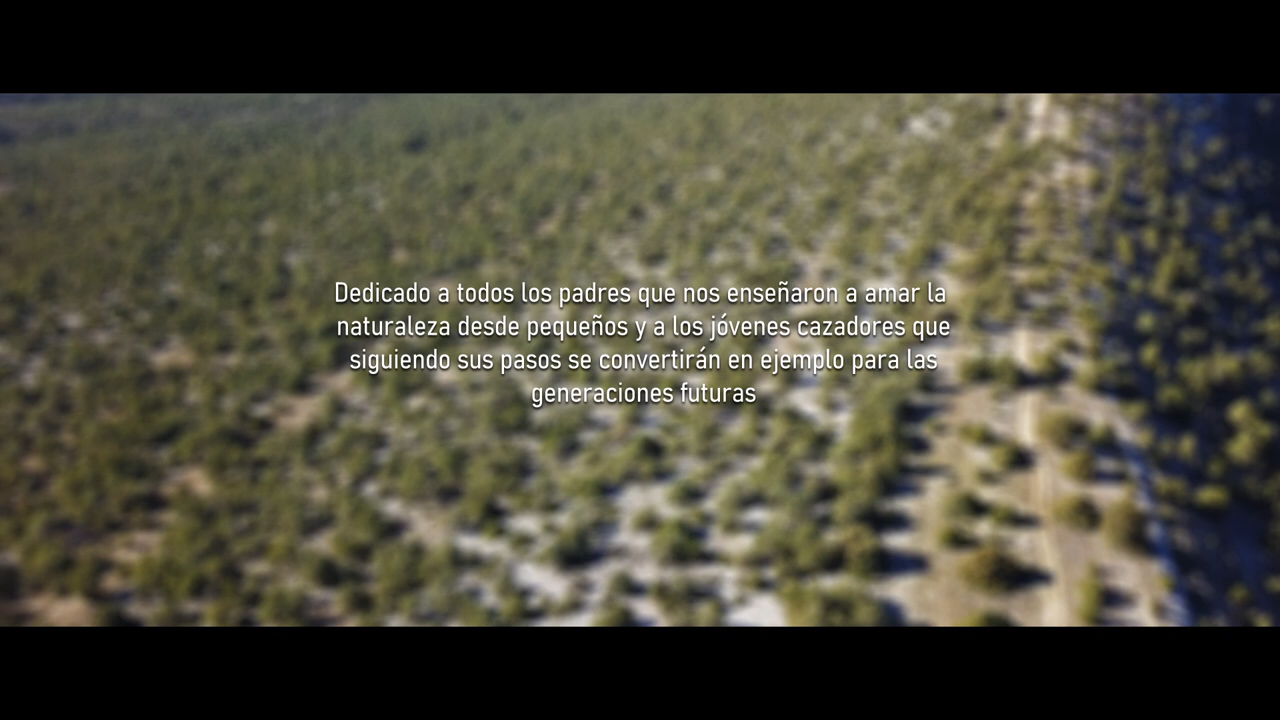 Dedicado a todos los padres que nos enseñaron a amar la
naturaleza desde pequeños y a los jóvenes cazadores que
siguiendo sus pasos se convertirán en ejemplo para las
generaciones futuras